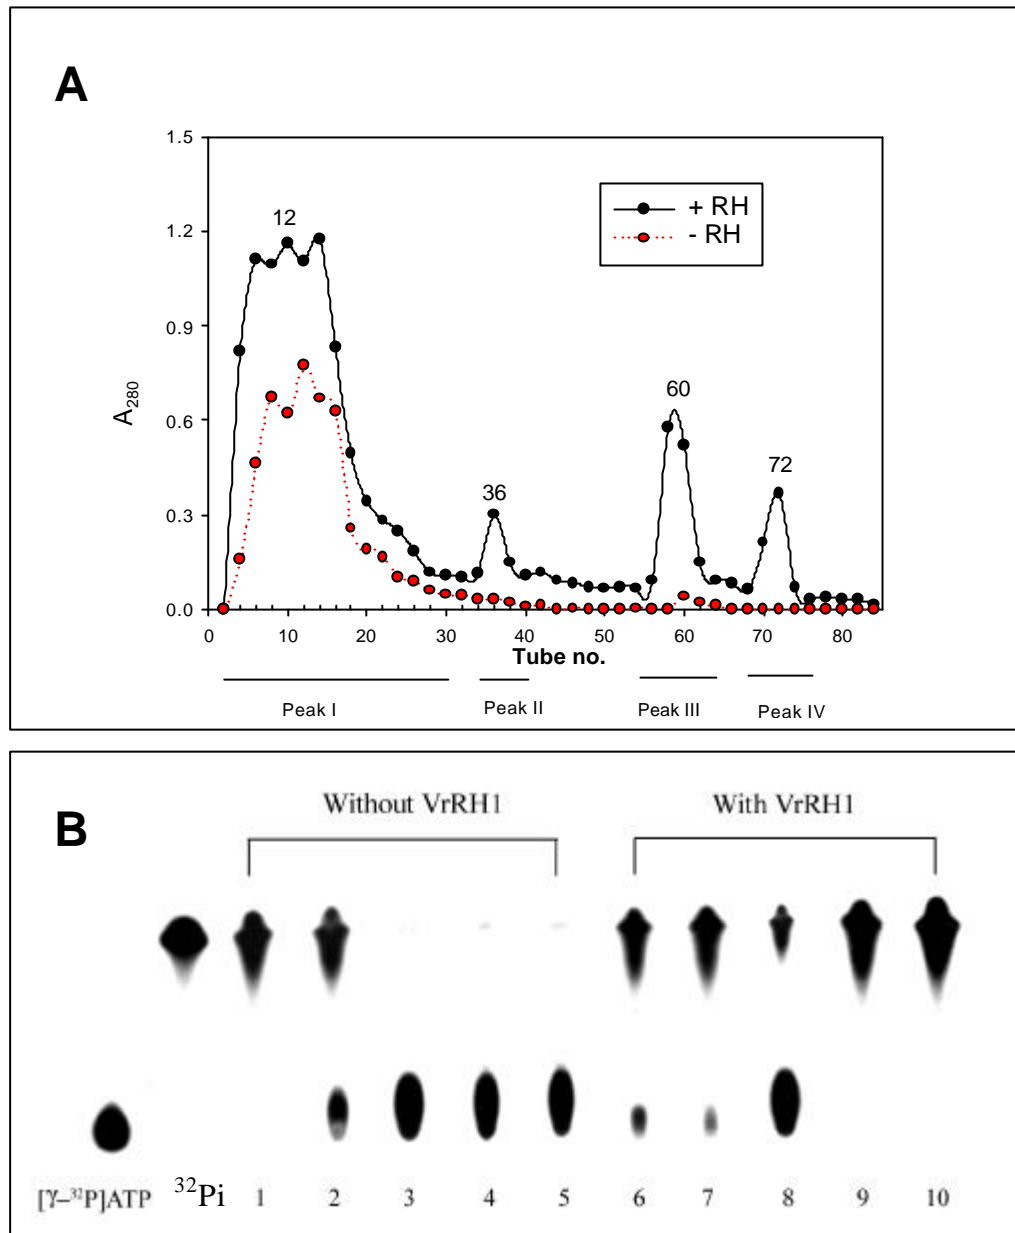 A
1.5
1.2
0.9
0.6
0.3
0.0
A280
12
36
60
72
+ RH
- RH
0 10 20 30 40 50 60 70 80
Tube no.
Peak I Peak II Peak III Peak IV
B
Without VrRH1 With VrRH1
[γ–32P]ATP 32Pi 1 2 3 4 5 6 7 8 9 10